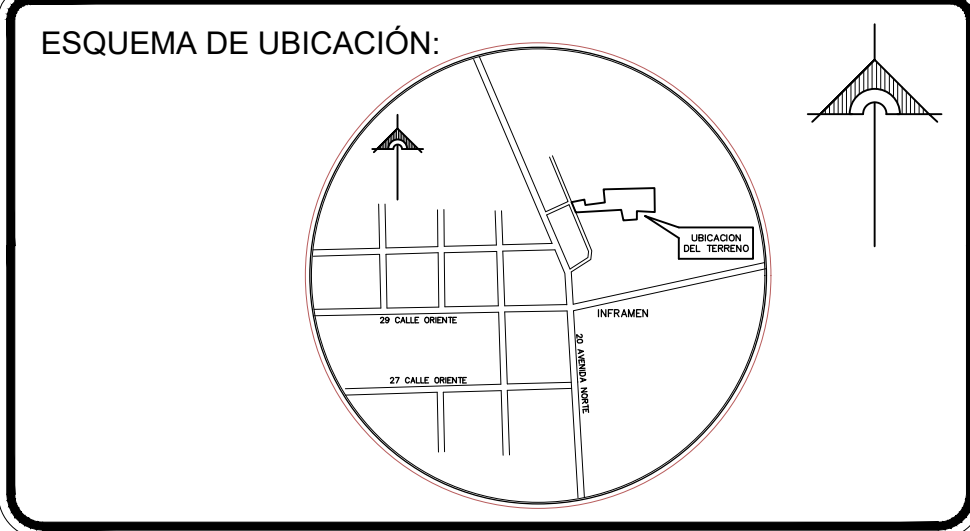 ESQUEMA DE UBICACIÓN:
UBICACION
DEL TERRENO
INFRAMEN
29 CALLE ORIENTE
20 AVENIDA NORTE
27 CALLE ORIENTE